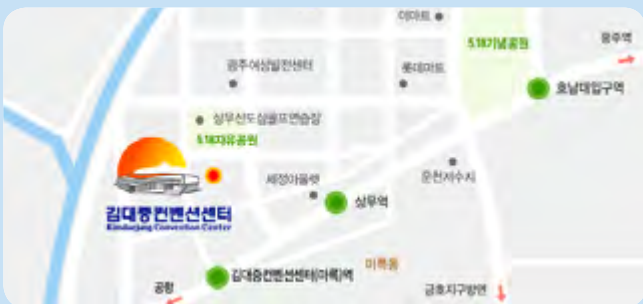 이마트
5.18기념공원
광주역
광주여성발전센터
롯데마트
호남대입구역
상무신도심골프연습장
5.18자유공원
세정아울렛
운천저수지
상무역
김대중컨벤션센터
Kimdaejung Convention Center
김대중컨벤션센터(마륵)역
마륵동
공항
금호지구방면